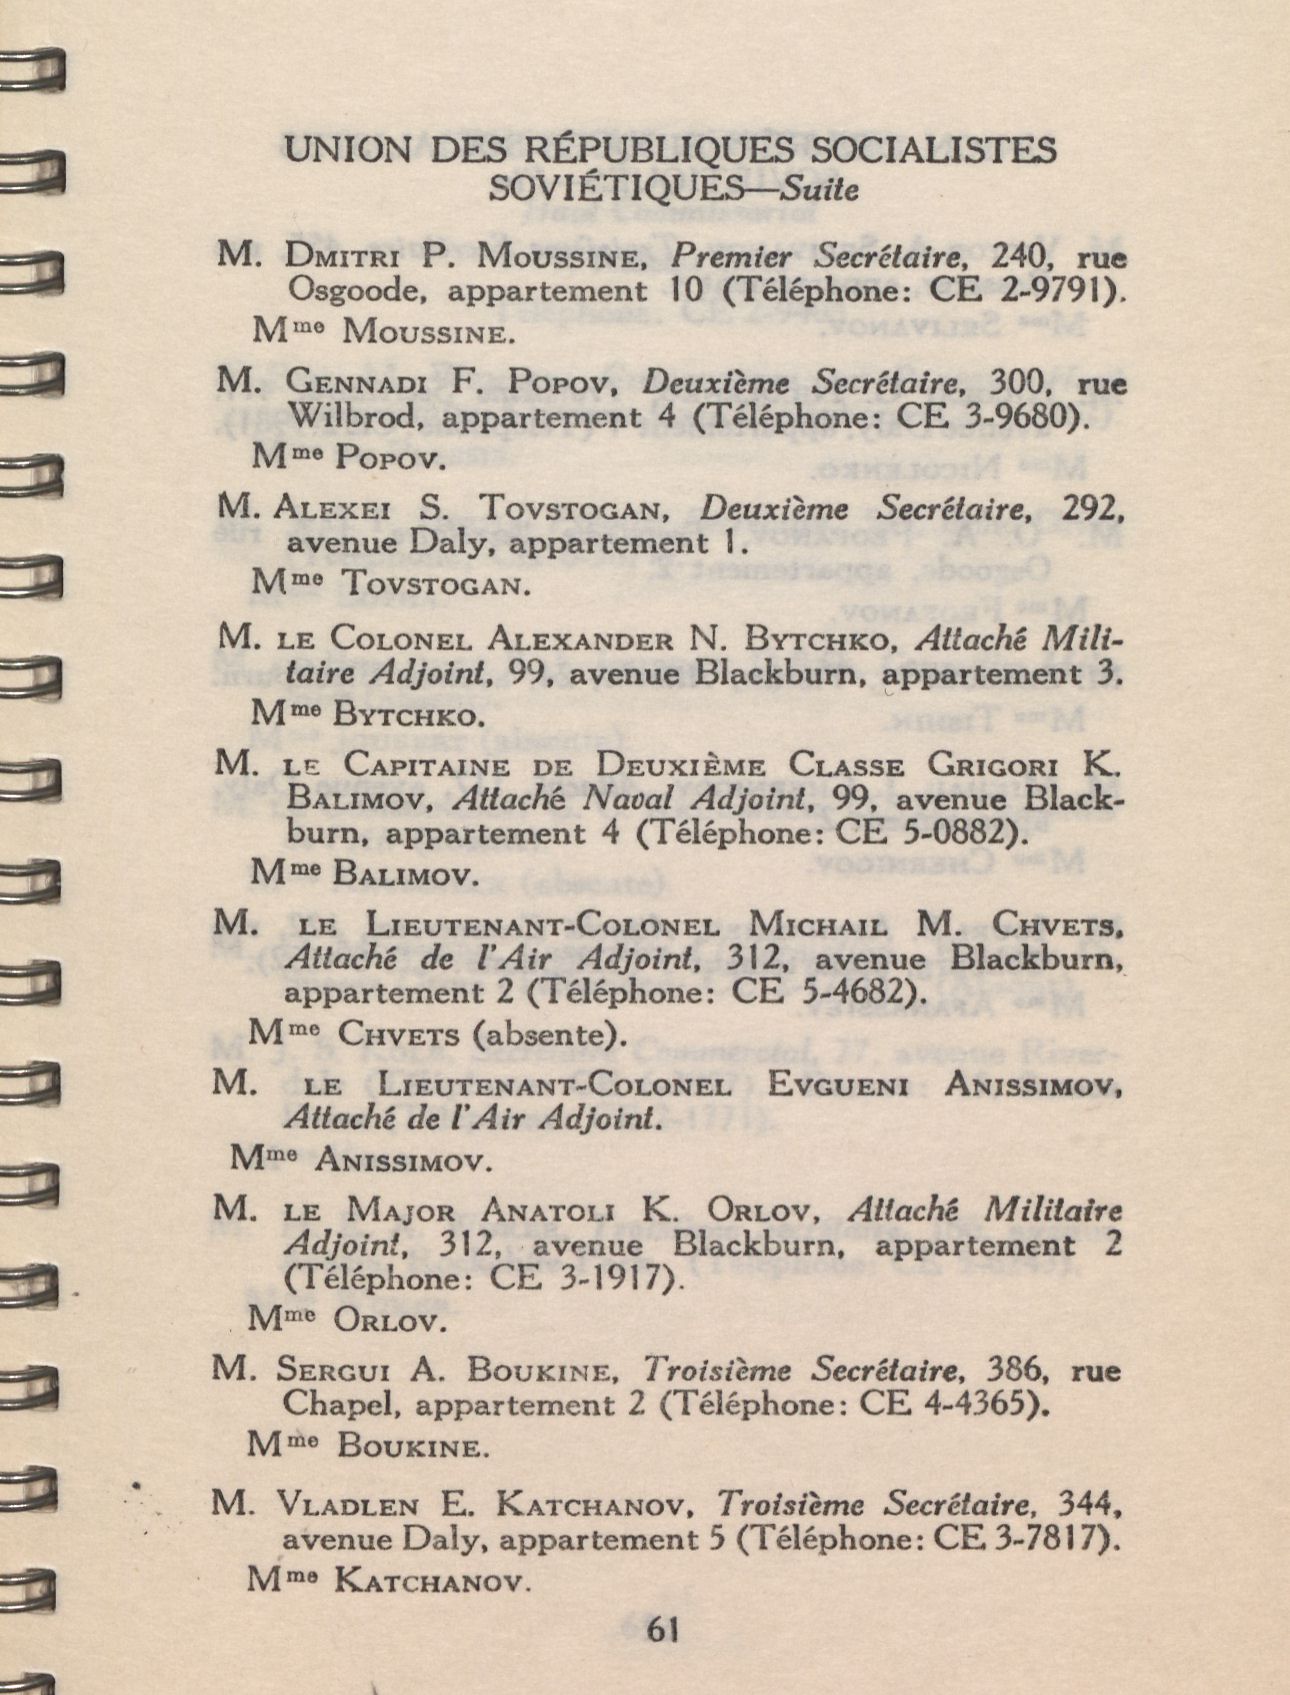 UNION DES RÉPUBLIQUES SOCIALISTES
SOVIÉTIQUES—Suite
M. DMITRI P. MOUSSINE, Premier Secrétaire, 240, rue
Osgoode, appartement 10 (Téléphone: CE 2-9791).
Mme MOUSSINE.
M. GENNADI F. POPOV, Deuxième Secrétaire, 300, rue
Wilbrod, appartement 4 (Téléphone: CE 3-9680).
Mme POPOV.
M. ALEXEI S. TOVSTOGAN, Deuxième Secrétaire, 292,
avenue Daly, appartement 1.
Mme TOVSTOGAN.
M. LE COLONEL ALEXANDER N. BYTCHKO, Attaché Mili-
taire Adjoint, 99, avenue Blackburn, appartement 3.
Mme BYTCHKO.
M. LE CAPITAINE DE DEUXIÈME CLASSE GRIGORI K.
BALIMOV, Attaché Naval Adjoint, 99, avenue Black-
burn, appartement 4 (Téléphone: CE 5-0882).
Mme BALIMOV.
M. LE LIEUTENANT-COLONEL MICHAIL M. CHVETS,
Attaché de l'Air Adjoint, 312, avenue Blackburn,
appartement 2 (Téléphone: CE 5-4682).
Mme CHVETS (absente).
M. LE LIEUTENANT-COLONEL EVGUENI ANISSIMOV,
Attaché de l'Air Adjoint.
Mme ANISSIMOV.
M. LE MAJOR ANATOLI K. ORLOV, Attaché Militaire
Adjoint, 312, avenue Blackburn, appartement 2
(Téléphone: CE 3-1917).
Mme ORLOV.
M. SERGUI A. BOUKINE, Troisième Secrétaire, 386, rue
Chapel, appartement 2 (Téléphone: CE 4-4365).
Mme BOUKINE.
M. VLADLEN E. KATCHANOV, Troisième Secrétaire, 344,
avenue Daly, appartement 5 (Téléphone: CE 3-7817).
Mme KATCHANOV.
61